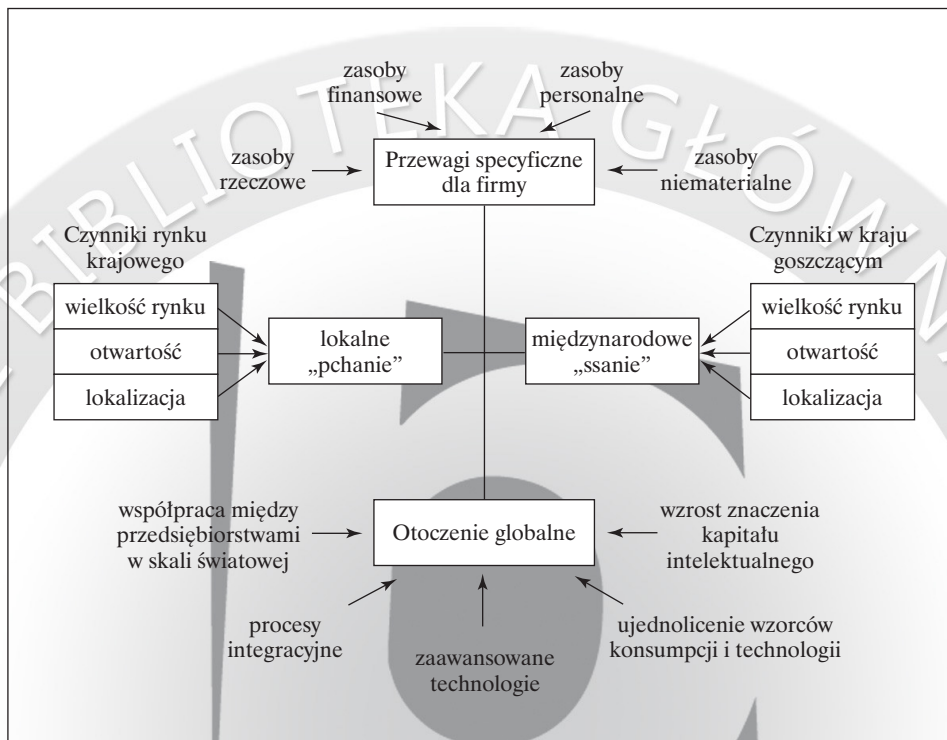 BIBLIOTEKA GŁÓWNA
zasoby
finansowe
zasoby
personalne
zasoby
rzeczowe
Przewagi specyficzne
dla firmy
zasoby
niematerialne
Czynniki rynku
krajowego
wielkość rynku
otwartość
lokalizacja
lokalne
„pchanie”
międzynarodowe
„ssanie”
Czynniki w kraju
goszczącym
wielkość rynku
otwartość
lokalizacja
współpraca między
przedsiębiorstwami
w skali światowej
Otoczenie globalne
wzrost znaczenia
kapitału
intelektualnego
procesy
integracyjne
zaawansowane
technologie
ujednolicenie wzorców
konsumpcji i technologii